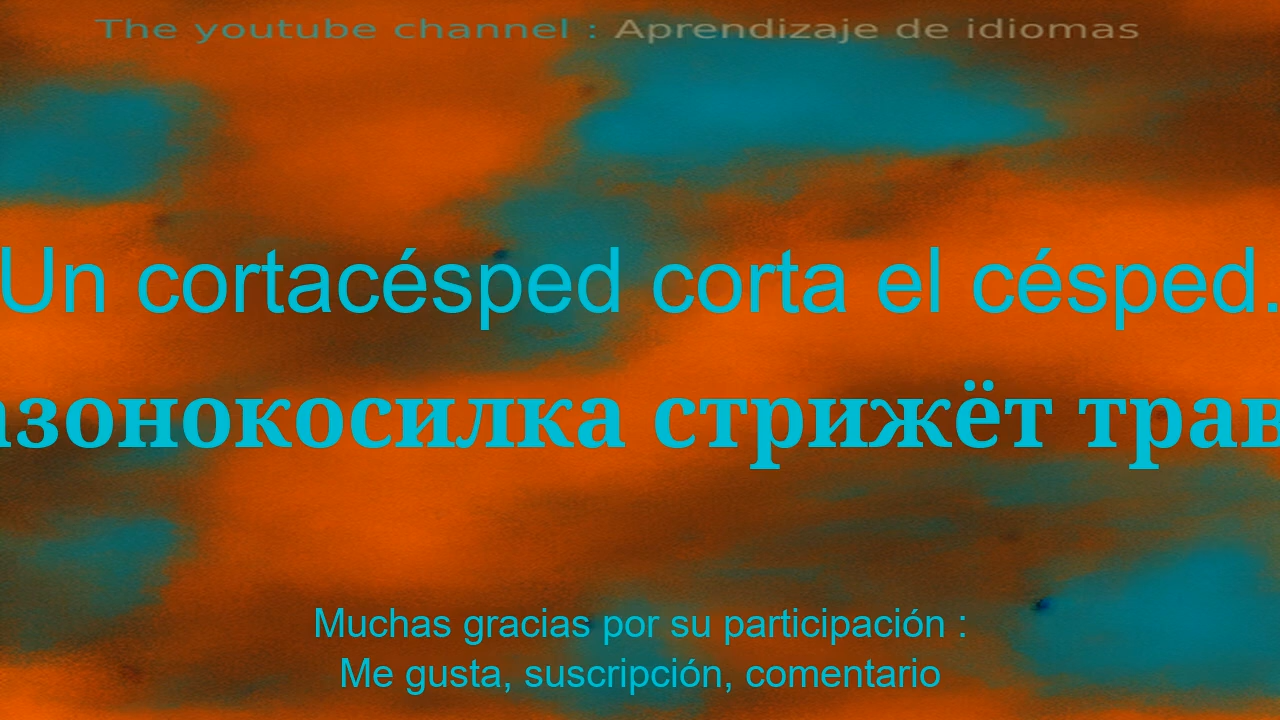 The youtube channel : Aprendizaje de idiomas
Un cortacésped corta el césped.
азонокосилка стрижёт трав
Muchas gracias por su participación :
Me gusta, suscripción, comentario